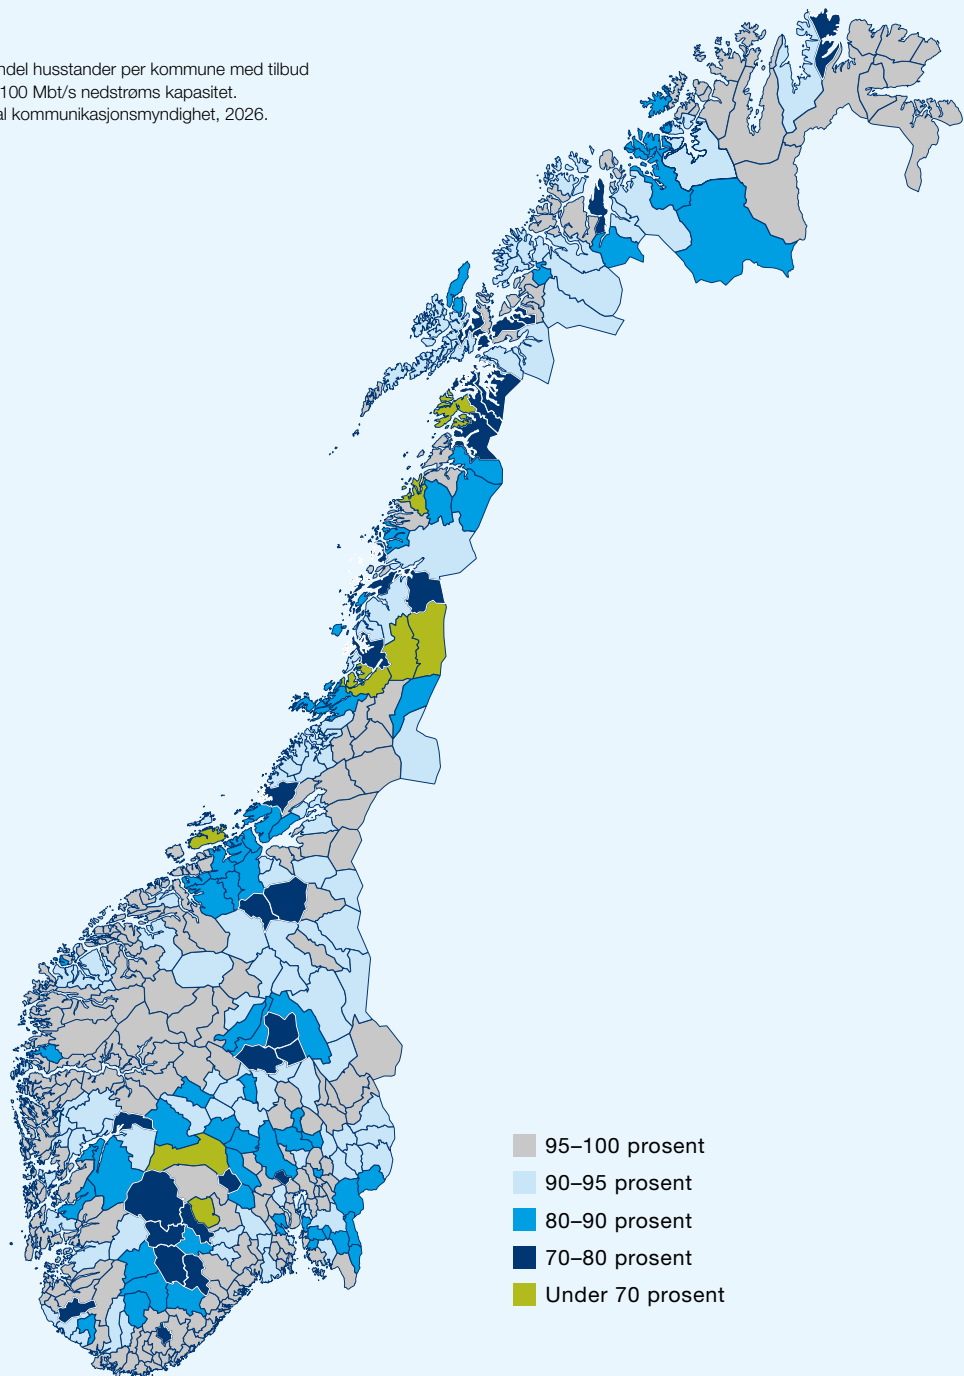 ndel husstander per kommune med tilbud
100 Mbt/s nedstrøms kapasitet.
al kommunikasjonsmyndighet, 2026.
95–100 prosent
90–95 prosent
80–90 prosent
70–80 prosent
Under 70 prosent